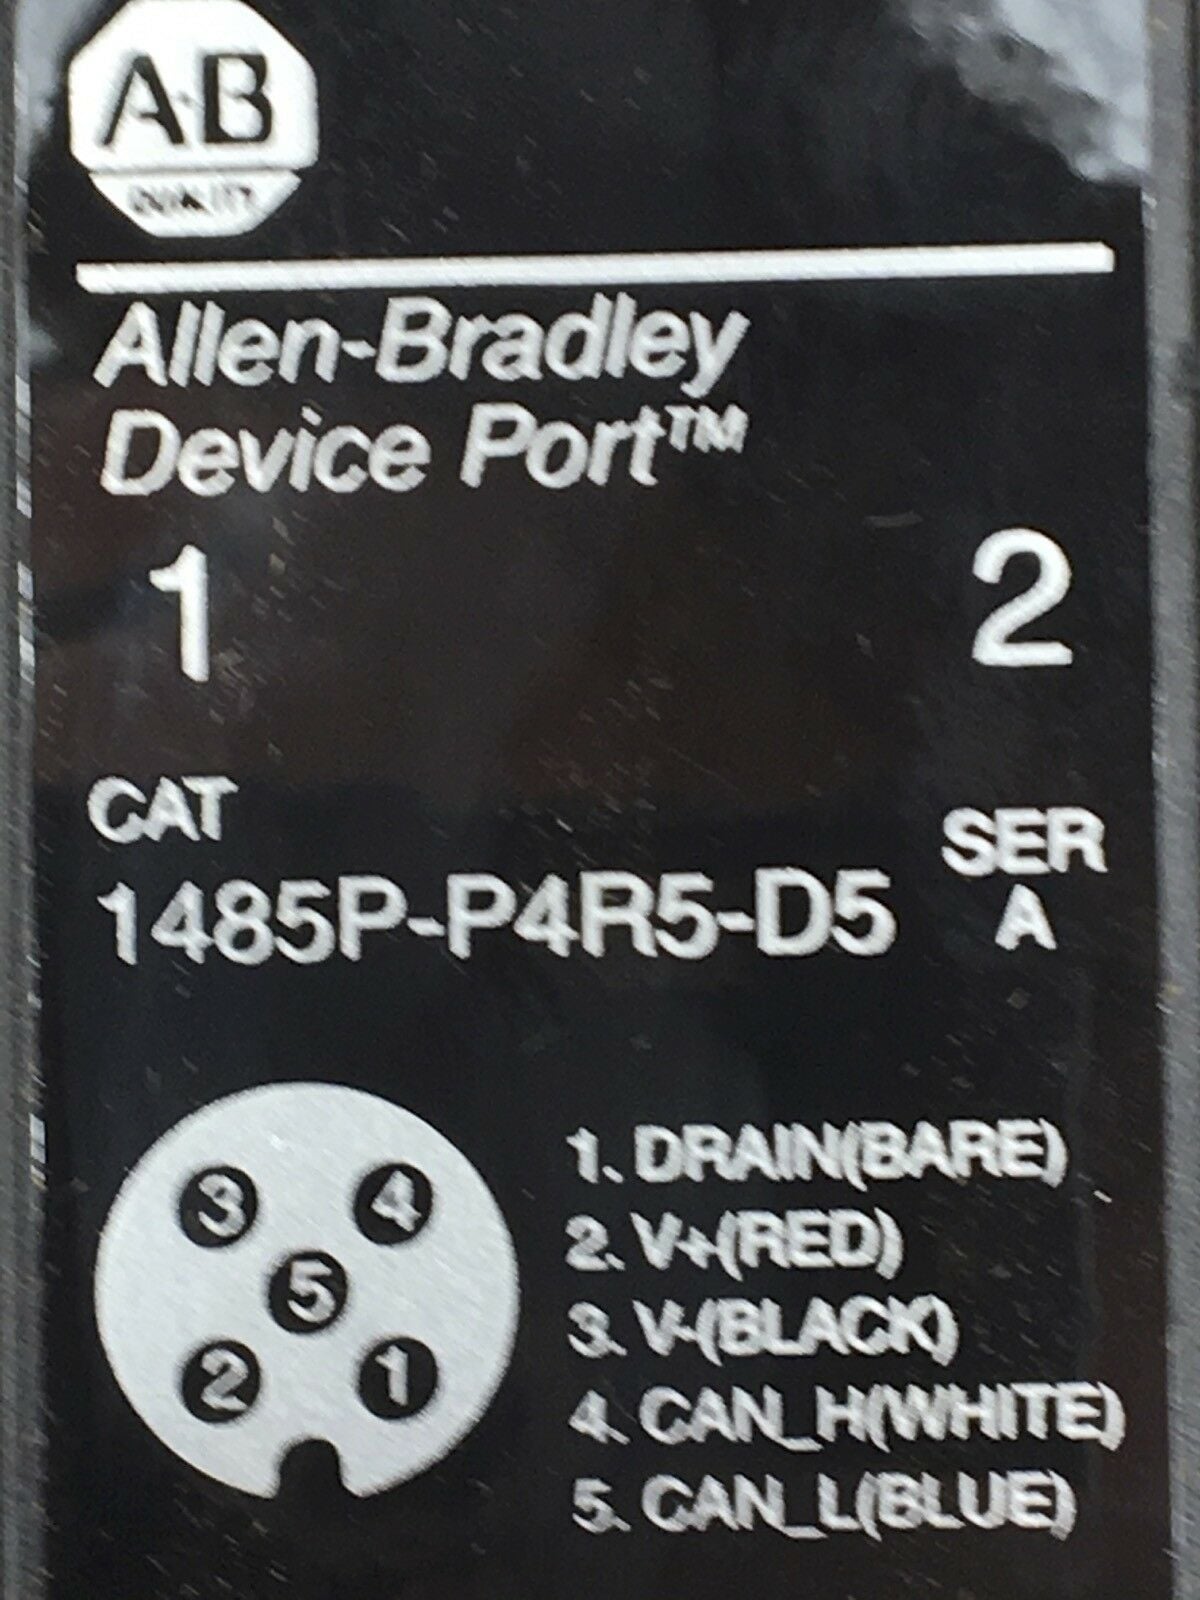 A·B
QUALITY
Allen-Bradley
Device Port™
1 2
CAT
1485P-P4R5-D5
SER
A
3 4
5
2 1
1. DRAIN(BARE)
2. V+(RED)
3. V-(BLACK)
4. CAN_H(WHITE)
5. CAN_L(BLUE)